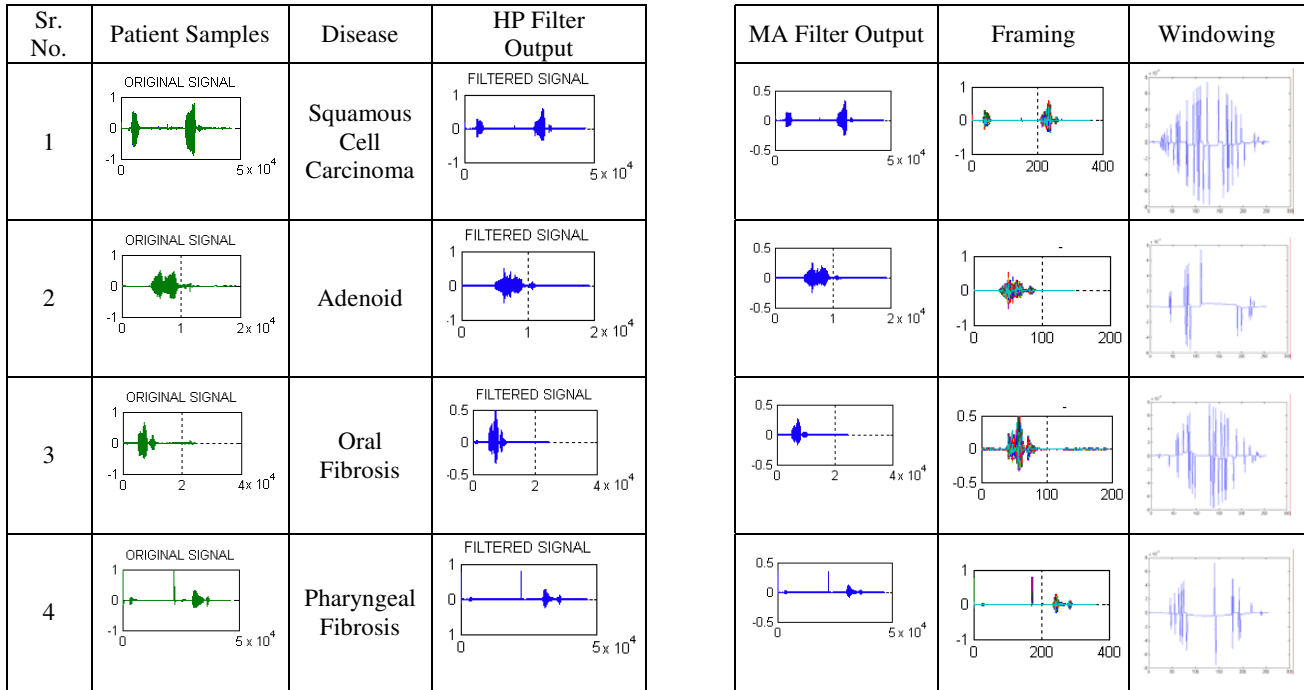 Sr. No.
Patient Samples
Disease
HP Filter Output
MA Filter Output
Framing
Windowing
1
ORIGINAL SIGNAL
1
0
-1
0
5 x 10^4
Squamous Cell Carcinoma
FILTERED SIGNAL
1
0
-1
0
5 x 10^4
0.5
0
-0.5
0
5 x 10^4
1
0
-1
0 200 400
2
ORIGINAL SIGNAL
1
0
-1
0 1 2 x 10^4
Adenoid
FILTERED SIGNAL
1
0
-1
0 1 2 x 10^4
0.5
0
-0.5
0 1 2 x 10^4
1
0
-1
0 100 200
3
ORIGINAL SIGNAL
1
0
-1
0 2 4 x 10^4
Oral Fibrosis
FILTERED SIGNAL
0.5
0
-0.5
0 2 4 x 10^4
0.5
0
-0.5
0 2 4 x 10^4
0.5
0
-0.5
0 100 200
4
ORIGINAL SIGNAL
1
0
-1
0
5 x 10^4
Pharyngeal Fibrosis
FILTERED SIGNAL
1
0
1
0
5 x 10^4
0.5
0
-0.5
0
5 x 10^4
1
0
-1
0 200 400